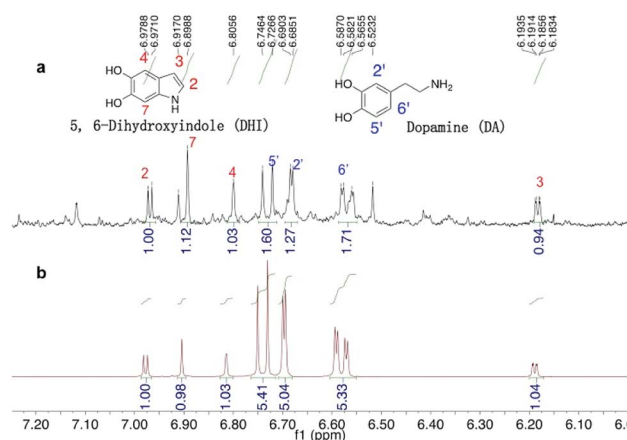 6.9788 6.9710 6.9170 6.8988 6.8056 6.7464 6.7266 6.6903 6.6851 6.5870 6.5821 6.5655 6.5232 6.1935 6.1914 6.1856 6.1834
a
4 3
HO
2
HO
N
H
7
5, 6-Dihydroxyindole (DHI)
2'
NH2
HO
6'
HO
5'
Dopamine (DA)
2 7 4 5' 2' 6' 3
1.00 1.12 1.03 1.60 1.27 1.71 0.94
b
1.00 0.98 1.03 5.41 5.04 5.33 1.04
7.20 7.10 7.00 6.90 6.80 6.70 6.60 6.50 6.40 6.30 6.20 6.10 6.0
f1 (ppm)